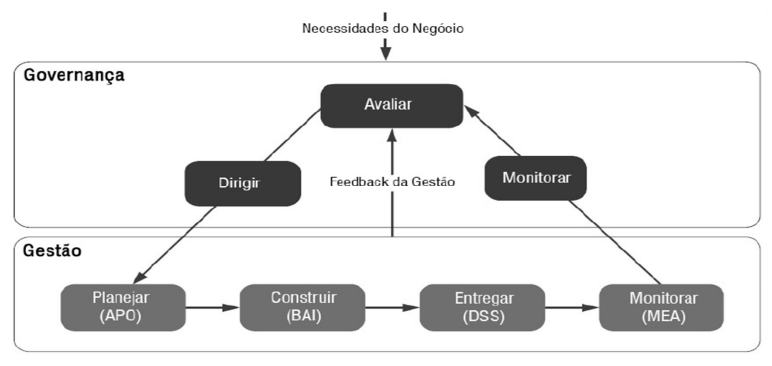 Necessidades do Negócio
Governança
Avaliar
Dirigir
Feedback da Gestão
Monitorar
Gestão
Planejar
(APO)
Construir
(BAI)
Entregar
(DSS)
Monitorar
(MEA)